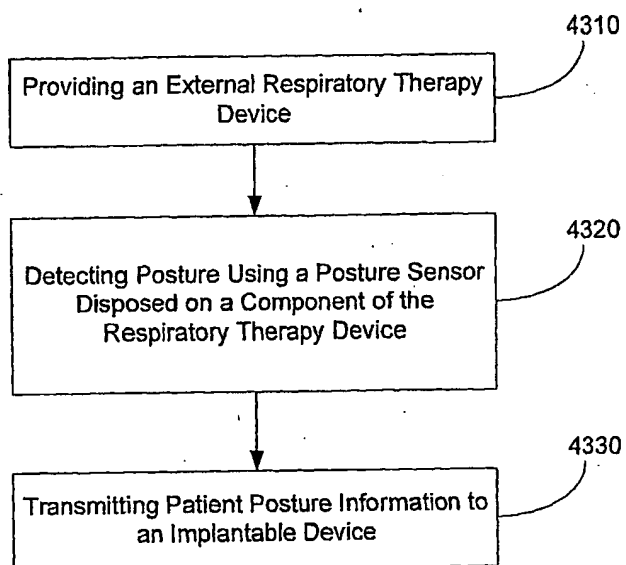 4310
Providing an External Respiratory Therapy
Device
4320
Detecting Posture Using a Posture Sensor
Disposed on a Component of the
Respiratory Therapy Device
4330
Transmitting Patient Posture Information to
an Implantable Device